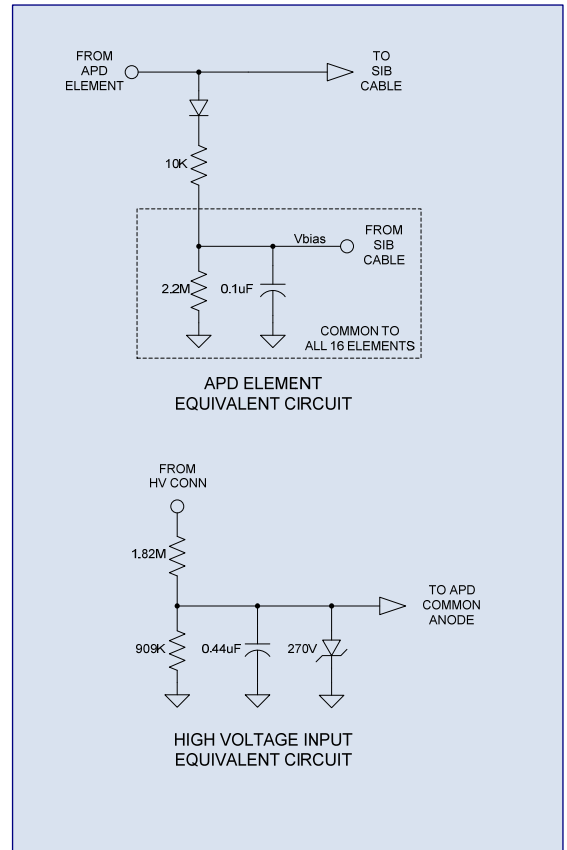 FROM
APD
ELEMENT
TO
SIB
CABLE
10K
Vbias
FROM
SIB
CABLE
2.2M
0.1uF
COMMON TO
ALL 16 ELEMENTS
APD ELEMENT
EQUIVALENT CIRCUIT
FROM
HV CONN
1.82M
TO APD
COMMON
ANODE
909K
0.44uF
270V
HIGH VOLTAGE INPUT
EQUIVALENT CIRCUIT